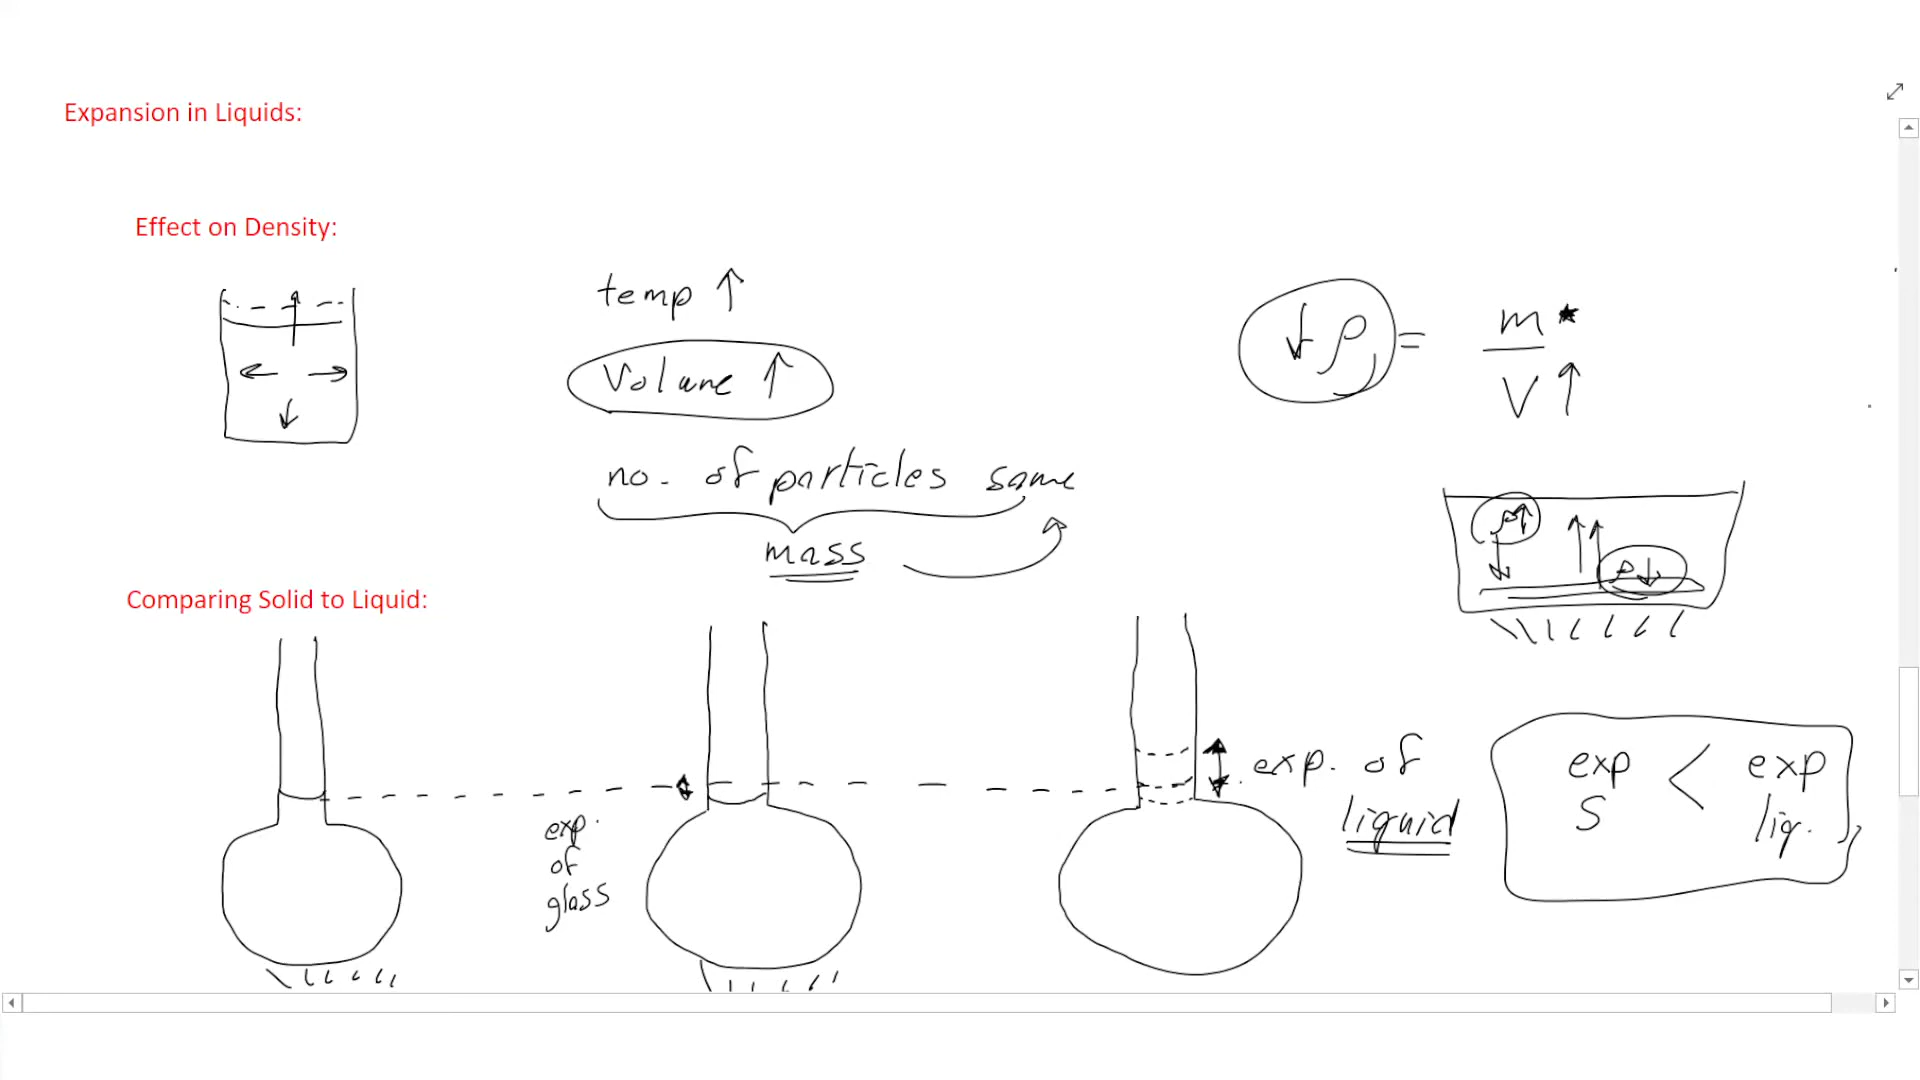 Expansion in Liquids:
Effect on Density:
temp ↑
Volume ↑
no. of particles same
mass
↓ ρ = m* / V ↑
ρ↑
ρ↓
Comparing Solid to Liquid:
exp.
of
glass
exp. of
liquid
exp < exp
S liq.